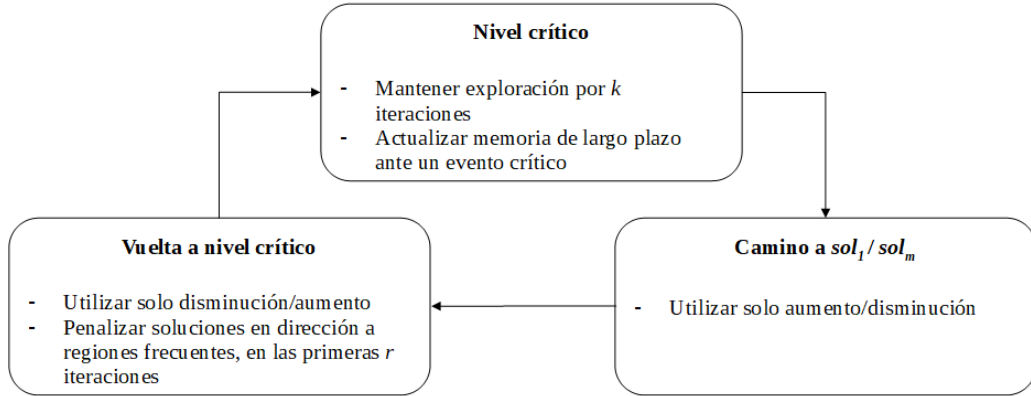 Nivel crítico
- Mantener exploración por k
iteraciones
- Actualizar memoria de largo plazo
ante un evento crítico
Vuelta a nivel crítico
- Utilizar solo disminución/aumento
- Penalizar soluciones en dirección a
regiones frecuentes, en las primeras r
iteraciones
Camino a sol1 / solm
- Utilizar solo aumento/disminución